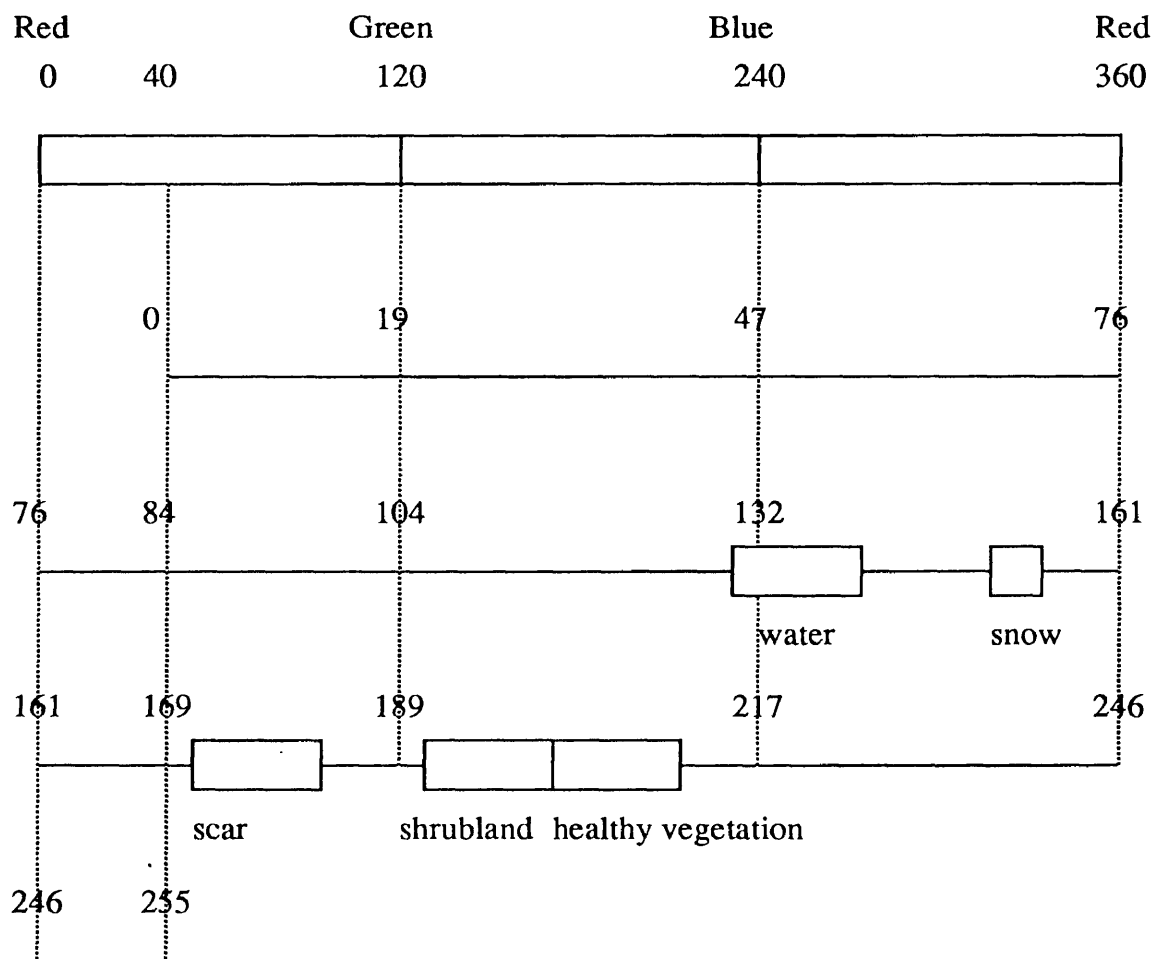 Red Green Blue Red
0 40 120 240 360
0 19 47 76
76 84 104 132 161
water snow
161 169 189 217 246
scar shrubland healthy vegetation
246 255